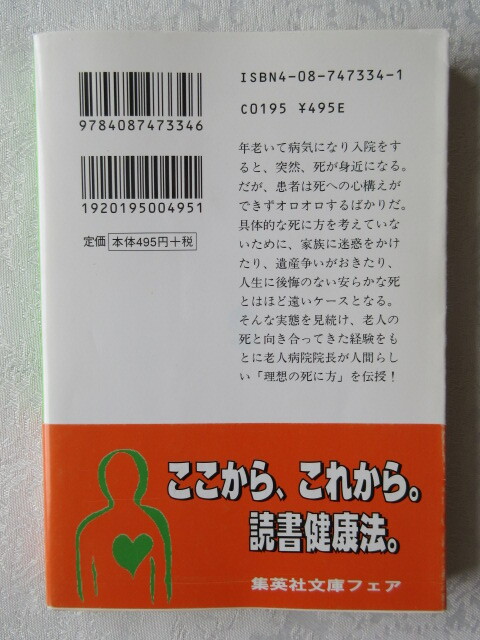 ISBN4-08-747334-1
C0195 ¥495E
9784087473346
1920195004951
定価 本体495円+税
年老いて病気になり入院をす
ると、突然、死が身近になる。
だが、患者は死への心構えが
できずオロオロするばかりだ。
具体的な死に方を考えていな
いために、家族に迷惑をかけ
たり、遺産争いがおきたり、
人生に後悔のない安らかな死
とはほど遠いケースとなる。
そんな実態を見続け、老人の
死と向き合ってきた経験をも
とに老人病院院長が人間らし
い「理想の死に方」を伝授！
ここから、これから。
読書健康法。
集英社文庫フェア